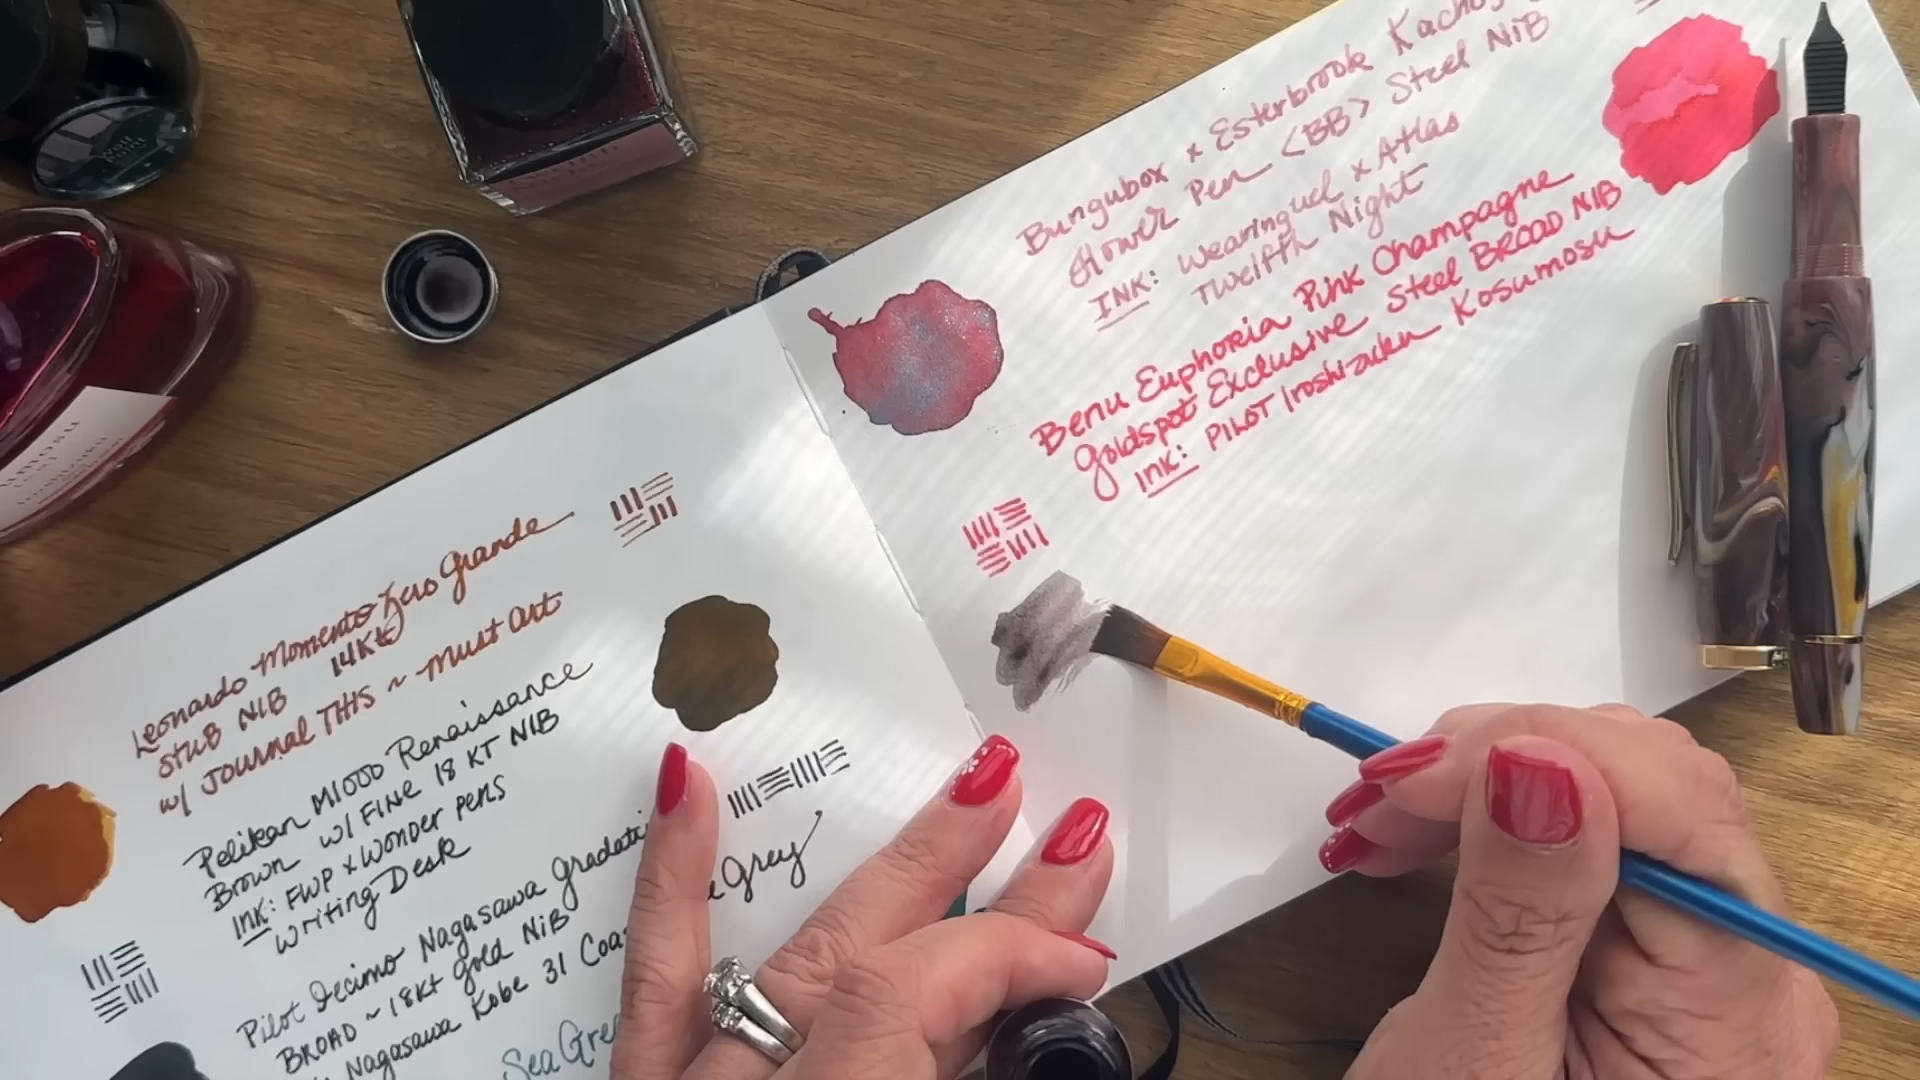 Leonardo Momento Zero Grande
STUB NIB 14Kt
w/ JOURNAL THIS ~ Must Art
Pelikan M1000 Renaissance
Brown w/ FINE 18 KT NIB
INK: FWP x Wonder Pens
Writing Desk
Pilot Decimo Nagasawa Gradati
BROAD ~ 18Kt Gold NiB
Nagasawa Kobe 31 Coa
Grey
Sea Gre
Bungubox x Esterbrook Kacho
Flower Pen <BB> Steel NiB
INK: Wearingeul x Atlas
Twelfth Night
Benu Euphoria Pink Champagne
Goldspot Exclusive Steel BROAD NIB
INK: PILOT Iroshizuku Kosumosu